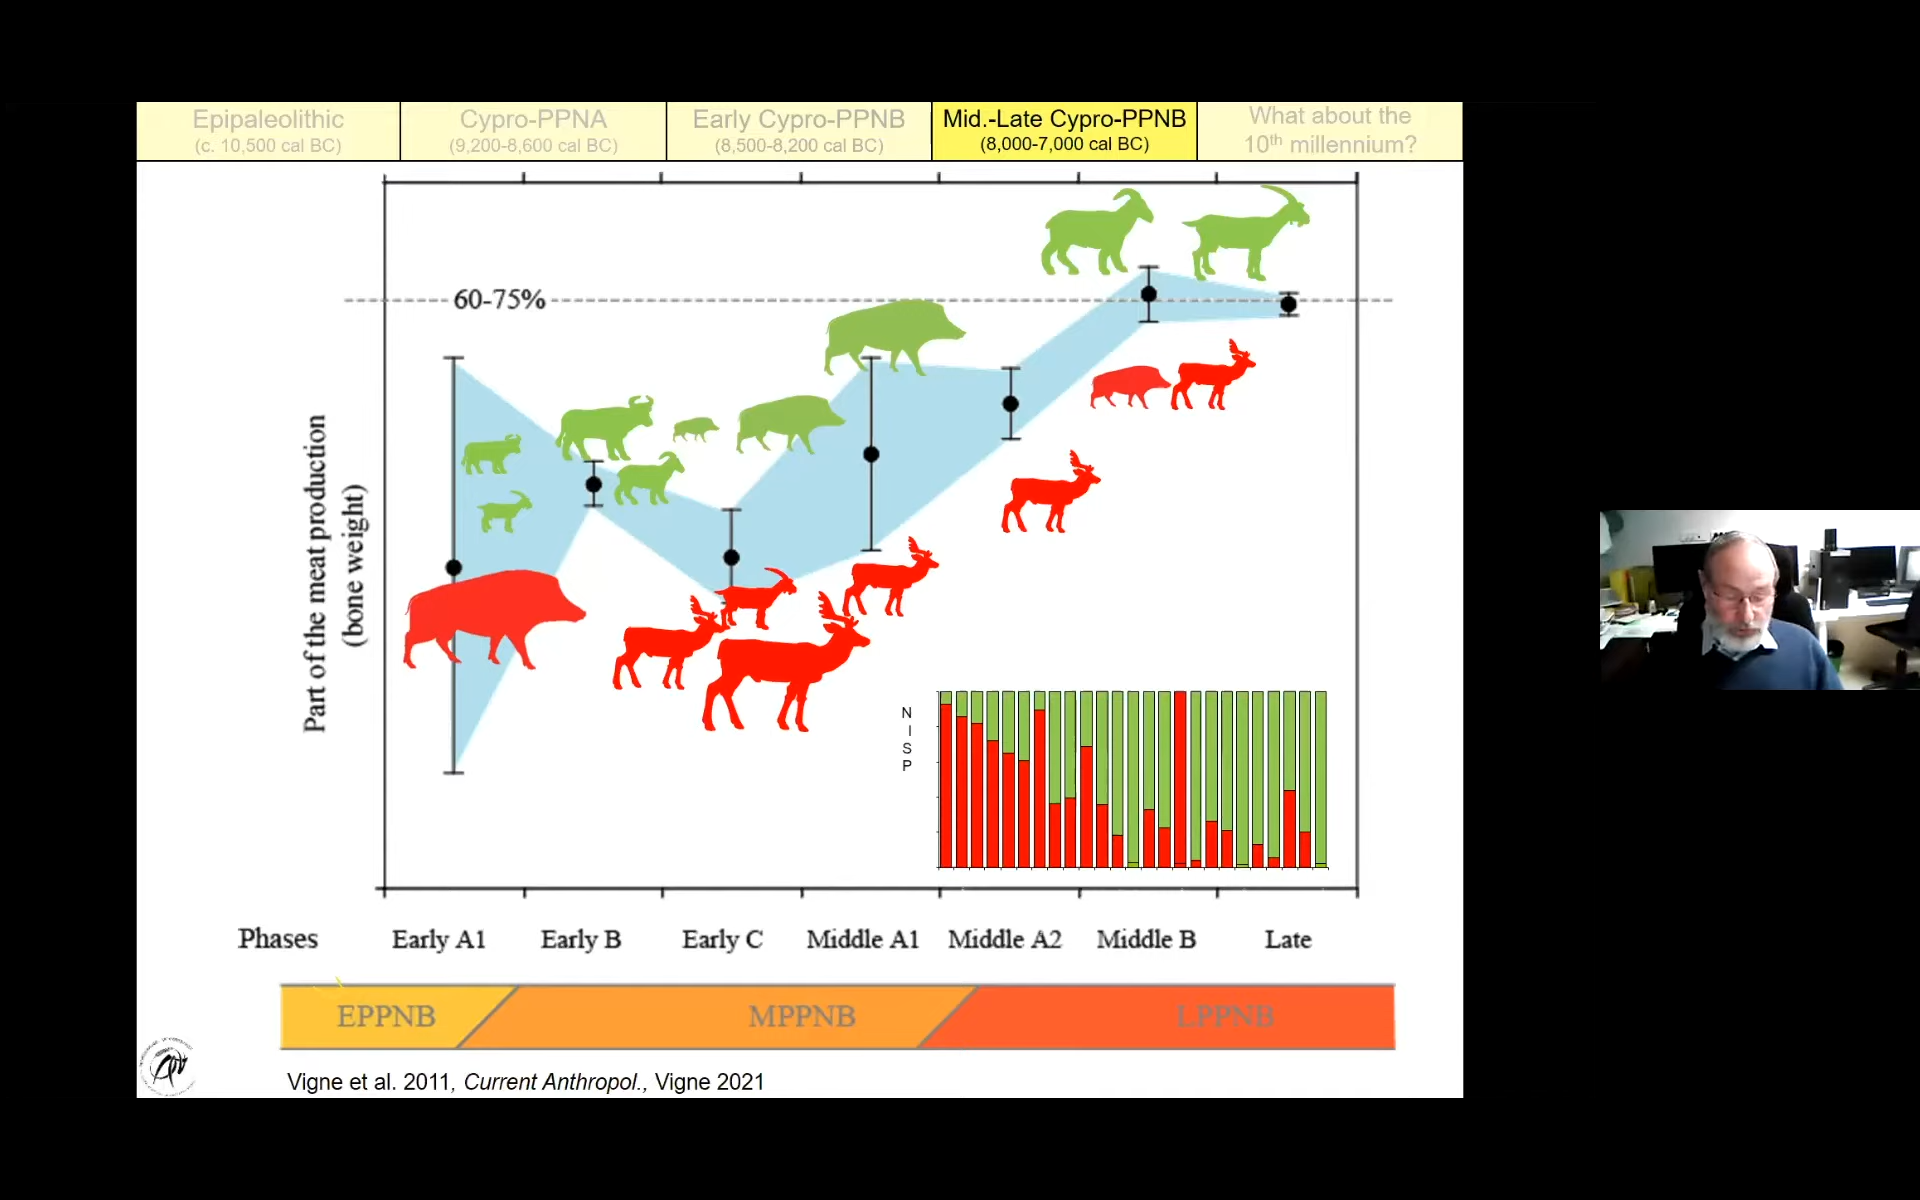 Epipaleolithic
(c. 10,500 cal BC)
Cypro-PPNA
(9,200-8,600 cal BC)
Early Cypro-PPNB
(8,500-8,200 cal BC)
Mid.-Late Cypro-PPNB
(8,000-7,000 cal BC)
What about the
10th millennium?
60-75%
Part of the meat production
(bone weight)
NISP
Phases Early A1 Early B Early C Middle A1 Middle A2 Middle B Late
EPPNB MPPNB LPPNB
Vigne et al. 2011, Current Anthropol., Vigne 2021